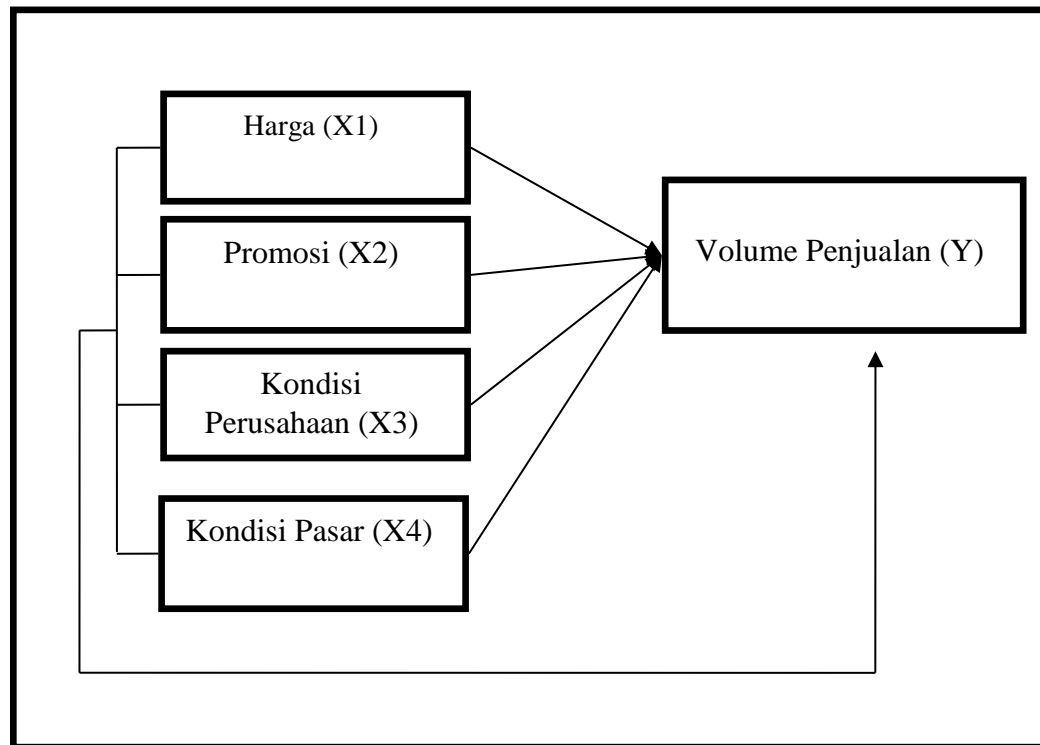 Harga (X1)
Promosi (X2)
Kondisi
Perusahaan (X3)
Kondisi Pasar (X4)
Volume Penjualan (Y)